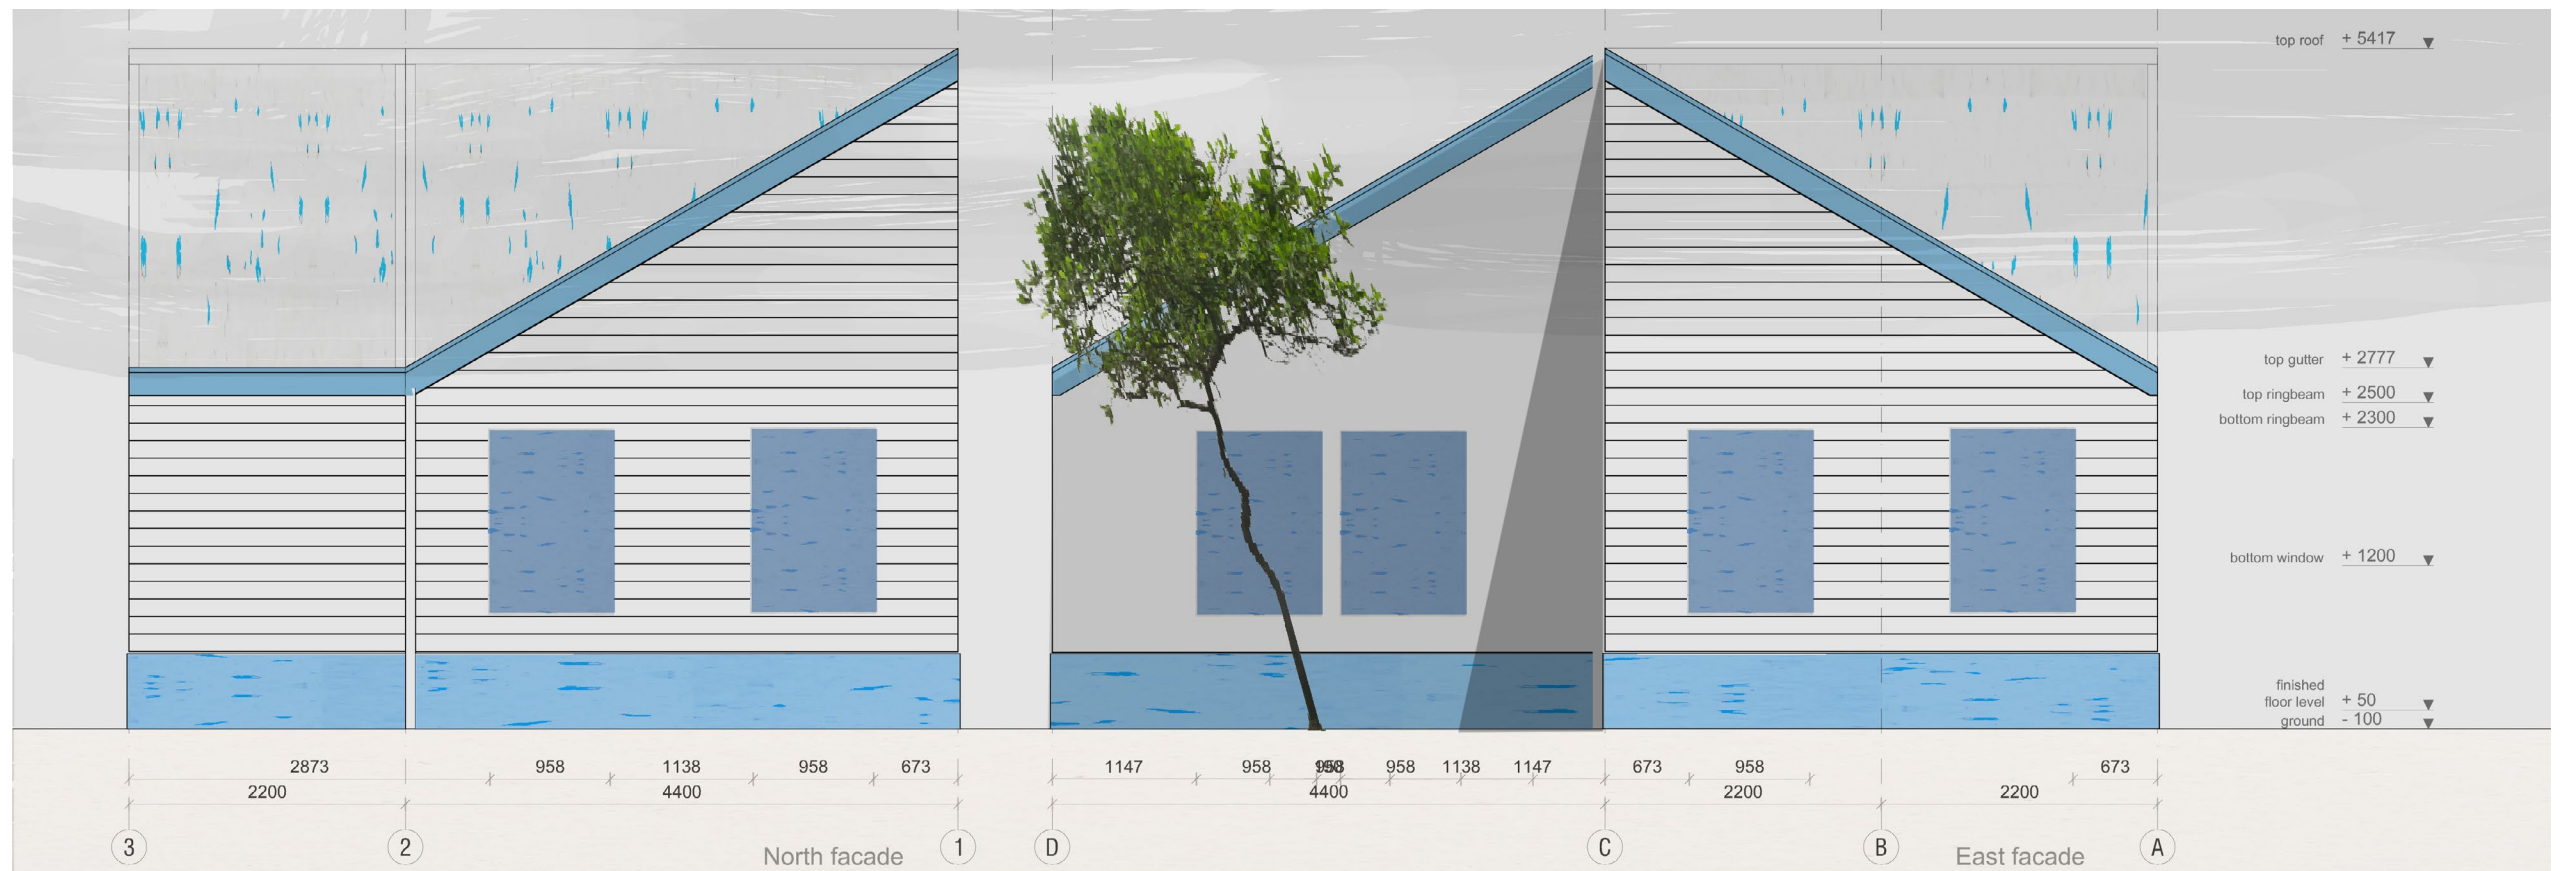 top roof + 5417
top gutter + 2777
top ringbeam + 2500
bottom ringbeam + 2300
bottom window + 1200
finished
floor level + 50
ground - 100
2873 958 1138 958 673 1147 958 958 1138 1147 673 958 673
2200 4400 4400 2200 2200
3 2 1 D C B A
North facade East facade